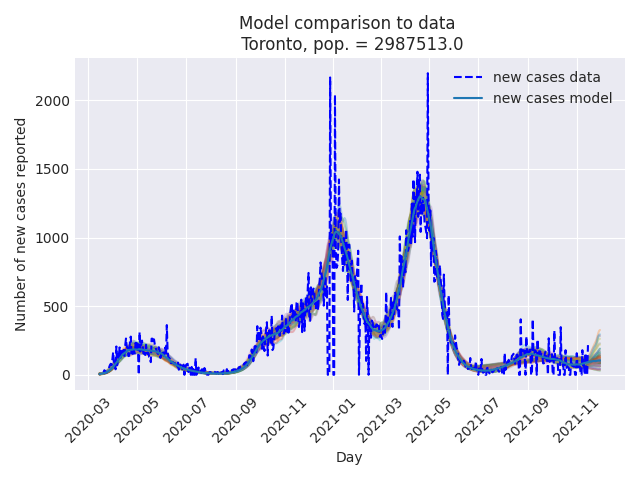 Model comparison to data
Toronto, pop. = 2987513.0
new cases data
new cases model
Number of new cases reported
2000
1500
1000
500
0
2020-03
2020-05
2020-07
2020-09
2020-11
2021-01
2021-03
2021-05
2021-07
2021-09
2021-11
Day